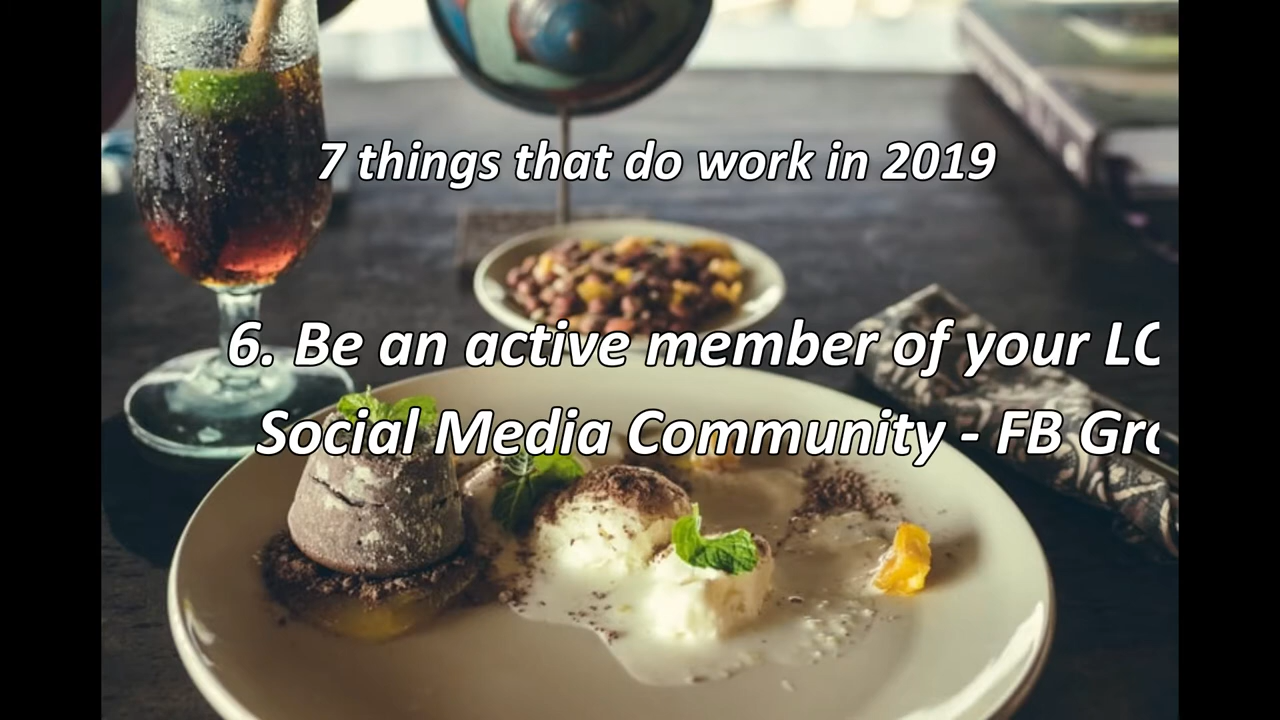 7 things that do work in 2019
6. Be an active member of your
Social Media Community - FB